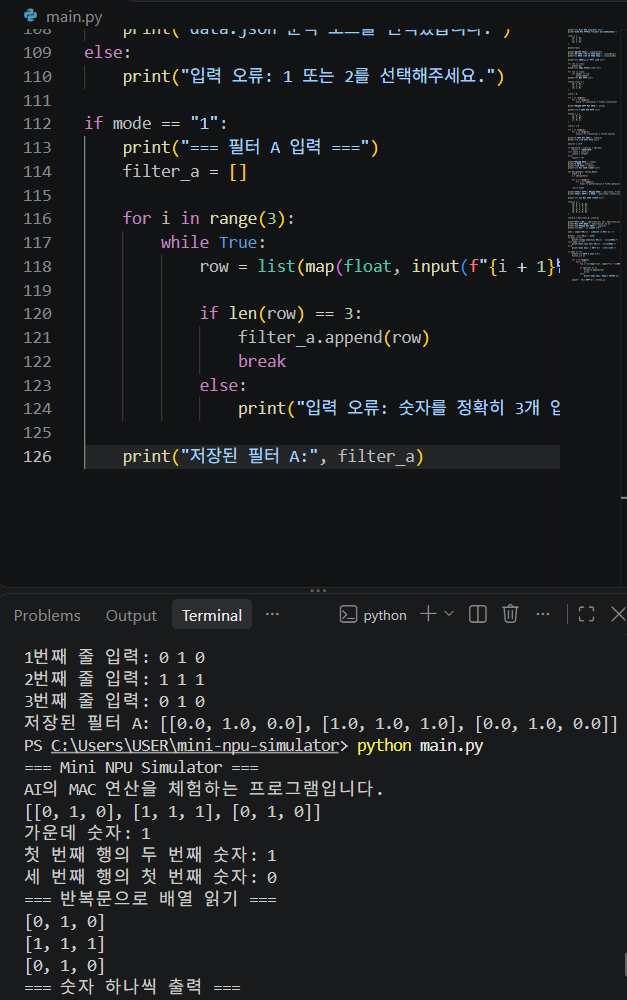 main.py
108 print("data.json 분석 모드를 선택했습니다.")
109 else:
110 print("입력 오류: 1 또는 2를 선택해주세요.")
111
112 if mode == "1":
113 print("=== 필터 A 입력 ===")
114 filter_a = []
115
116 for i in range(3):
117 while True:
118 row = list(map(float, input(f"{i + 1}번
119
120 if len(row) == 3:
121 filter_a.append(row)
122 break
123 else:
124 print("입력 오류: 숫자를 정확히 3개 입
125
126 print("저장된 필터 A:", filter_a)
Problems Output Terminal ··· python ···
1번째 줄 입력: 0 1 0
2번째 줄 입력: 1 1 1
3번째 줄 입력: 0 1 0
저장된 필터 A: [[0.0, 1.0, 0.0], [1.0, 1.0, 1.0], [0.0, 1.0, 0.0]]
PS C:\Users\USER\mini-npu-simulator> python main.py
=== Mini NPU Simulator ===
AI의 MAC 연산을 체험하는 프로그램입니다.
[[0, 1, 0], [1, 1, 1], [0, 1, 0]]
가운데 숫자: 1
첫 번째 행의 두 번째 숫자: 1
세 번째 행의 첫 번째 숫자: 0
=== 반복문으로 배열 읽기 ===
[0, 1, 0]
[1, 1, 1]
[0, 1, 0]
=== 숫자 하나씩 출력 ===